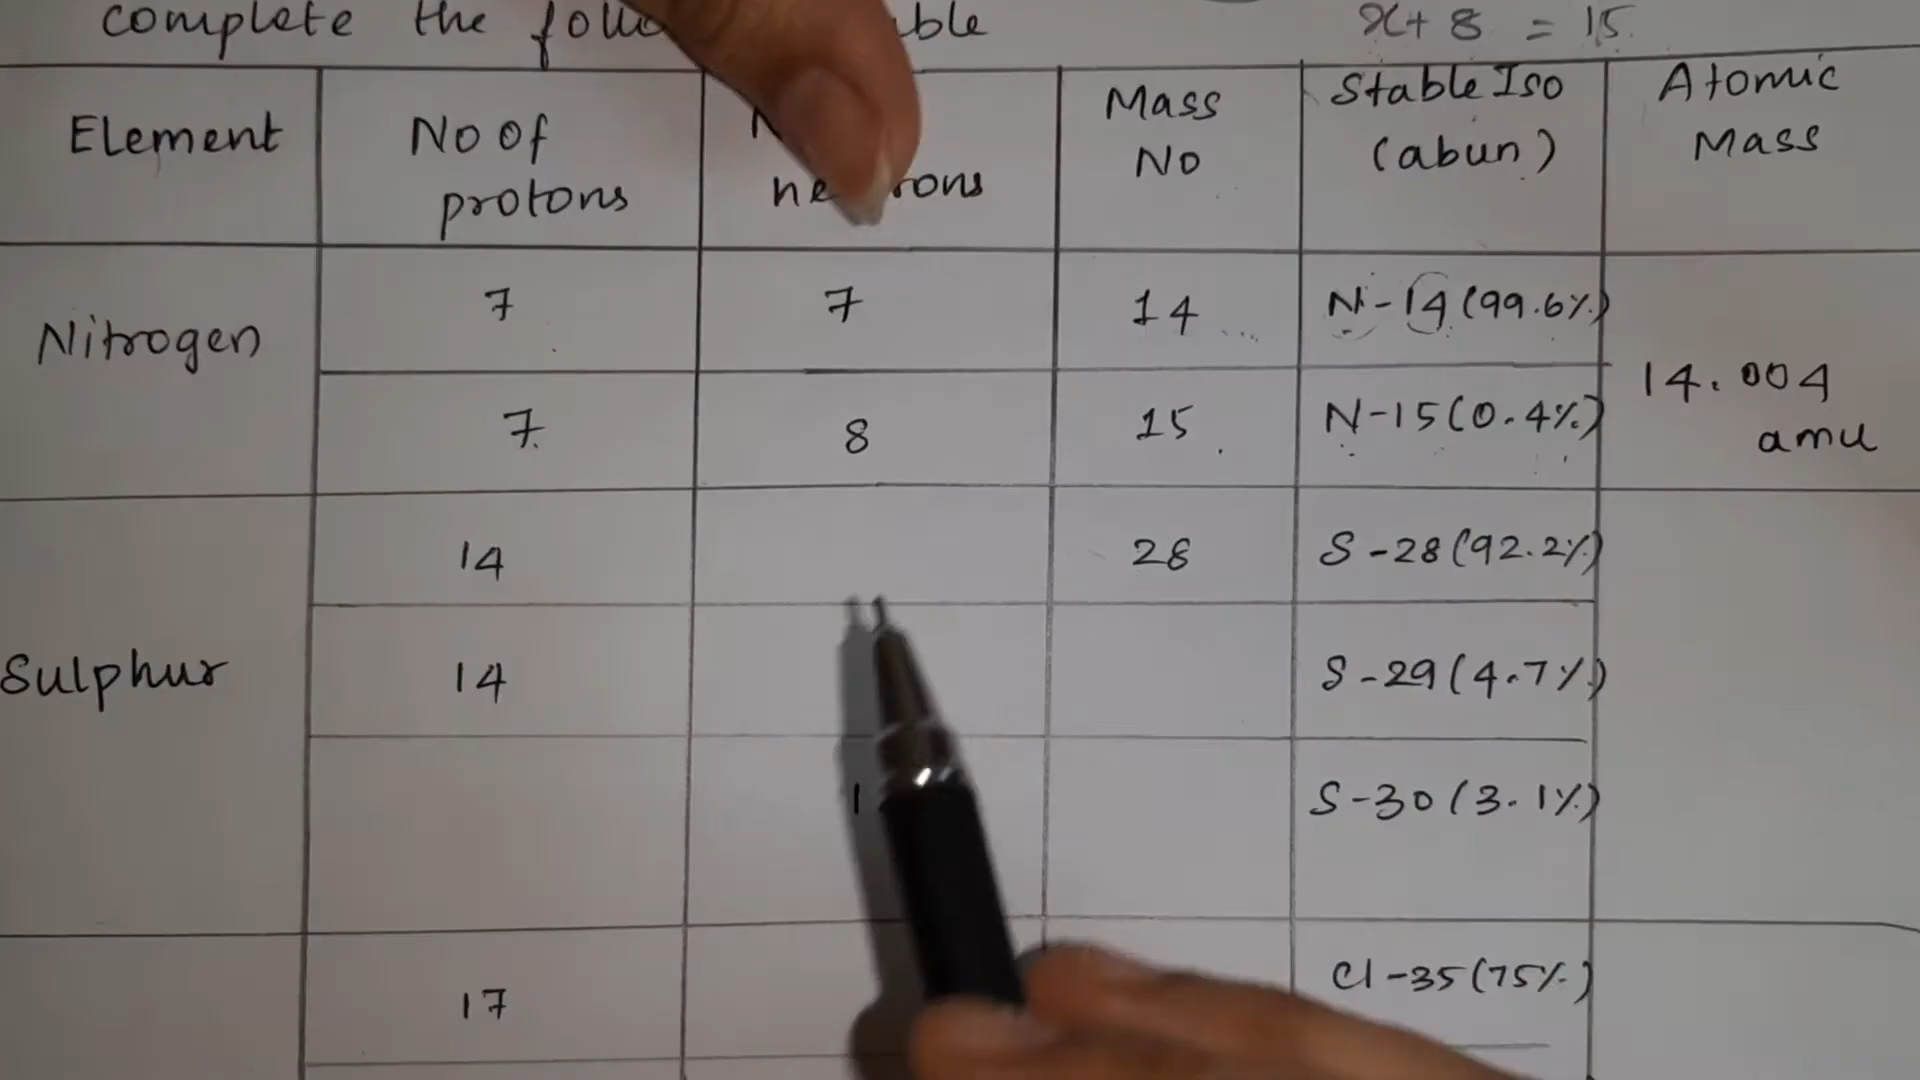 complete the
x + 8 = 15
Element
No Of protons
Mass No
Stable Iso (abun)
Atomic Mass
Nitrogen
7
7
14
N-14 (99.6%)
14.004 amu
7
8
15
N-15 (0.4%)
Sulphur
14
28
S-28 (92.2%)
14
S-29 (4.7%)
S-30 (3.1%)
17
Cl-35 (75%)